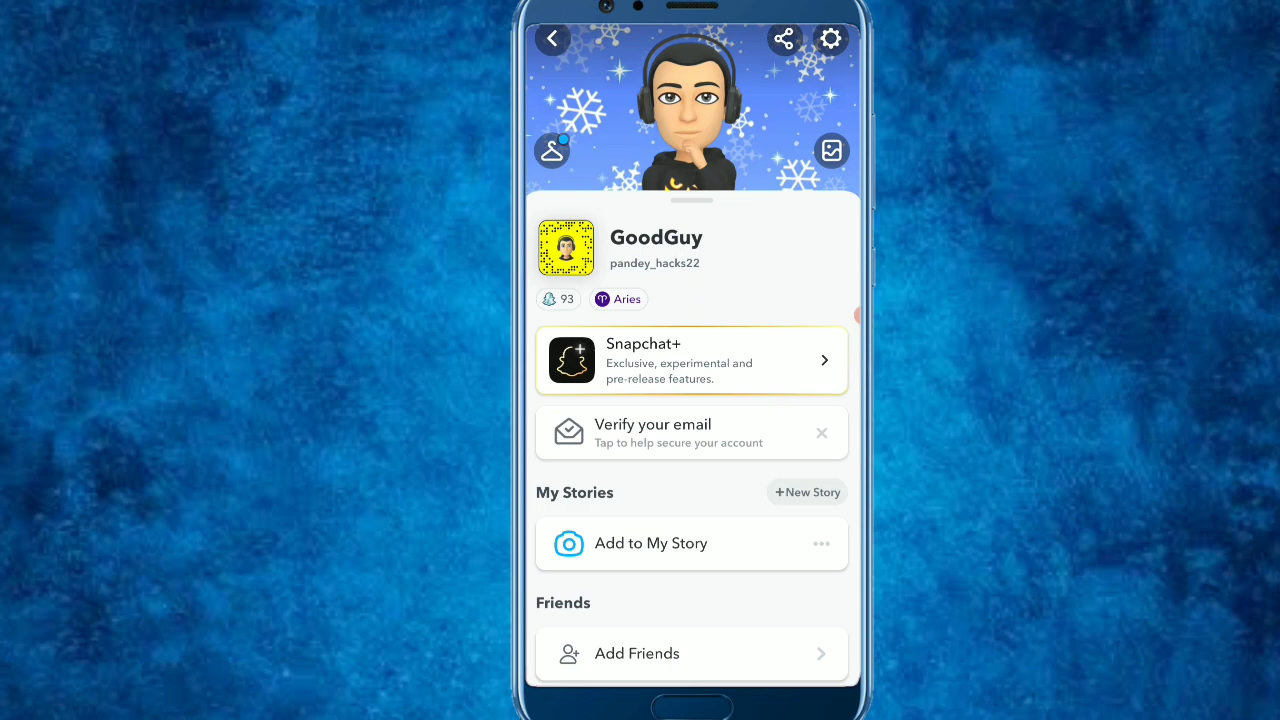 GoodGuy
pandey_hacks22
93
Aries
Snapchat+
Exclusive, experimental and
pre-release features.
Verify your email
Tap to help secure your account
My Stories
+New Story
Add to My Story
Friends
Add Friends